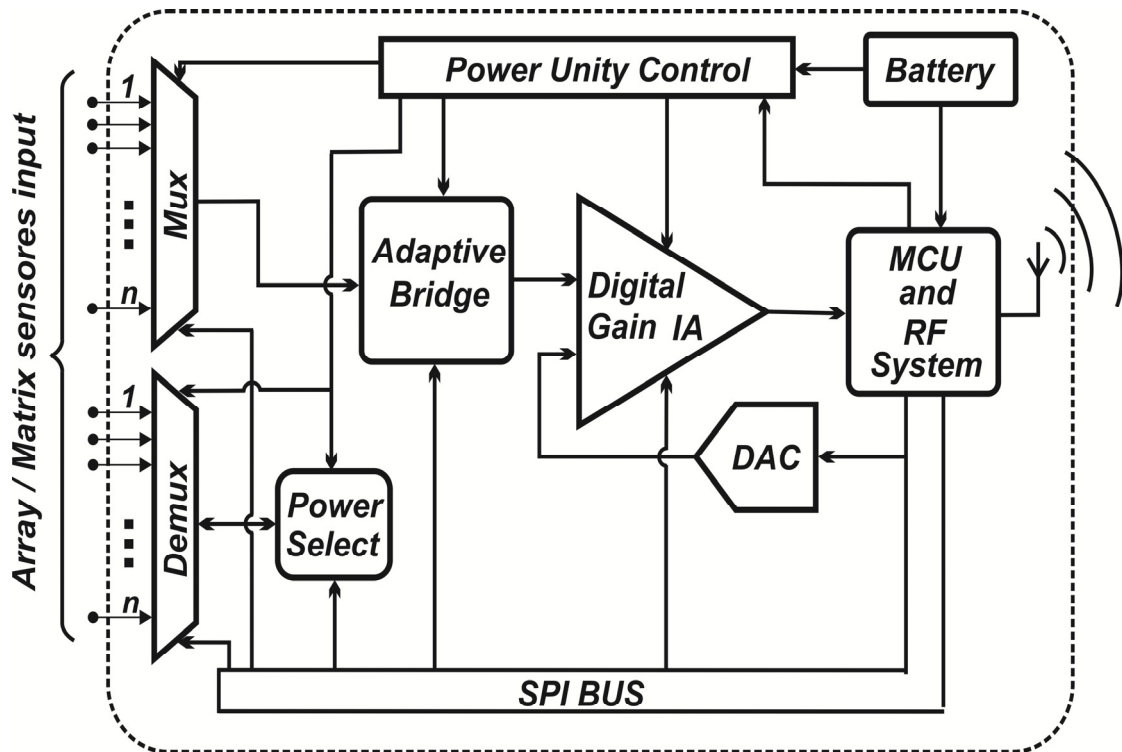 Array / Matrix sensores input
1
n
Mux
1
n
Demux
Power Unity Control
Battery
Adaptive
Bridge
Digital
Gain IA
MCU
and
RF
System
DAC
Power
Select
SPI BUS